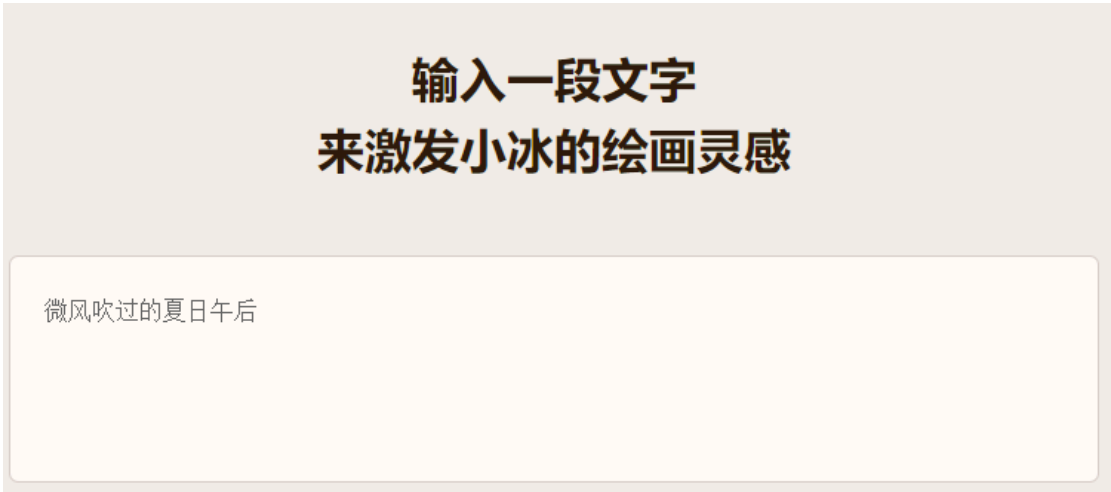 输入一段文字
来激发小冰的绘画灵感
微风吹过的夏日午后